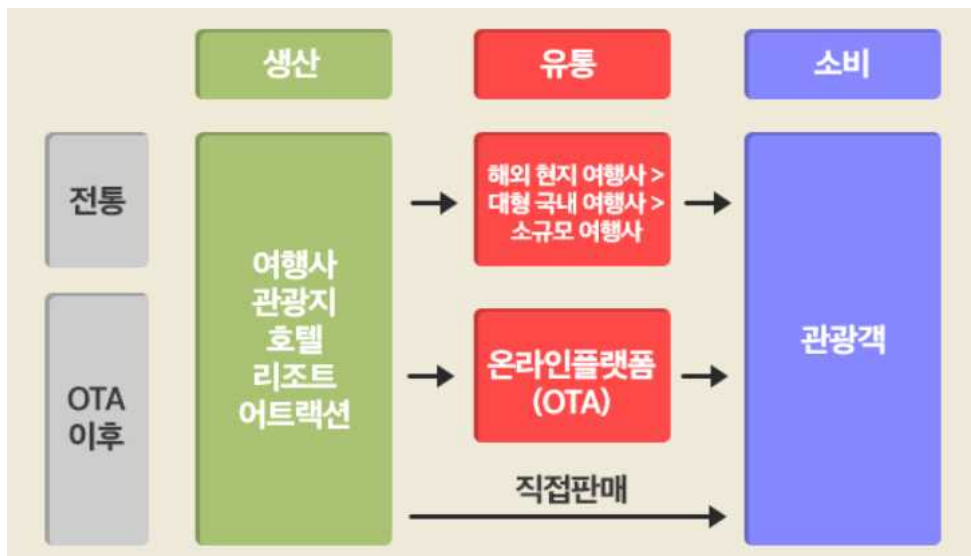 생산
유통
소비
전통
해외 현지 여행사 >
대형 국내 여행사 >
소규모 여행사
여행사
관광지
호텔
리조트
어트랙션
관광객
OTA
이후
온라인플랫폼
(OTA)
직접판매